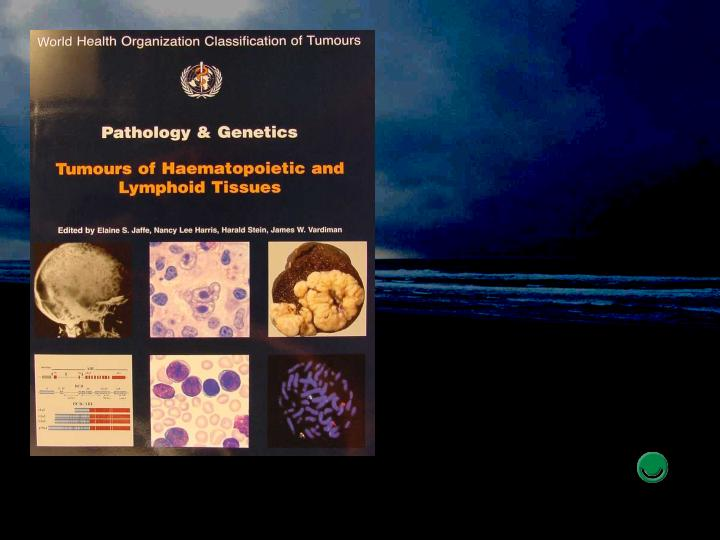 World Health Organization Classification of Tumours
Pathology & Genetics
Tumours of Haematopoietic and
Lymphoid Tissues
Edited by Elaine S. Jaffe, Nancy Lee Harris, Harald Stein, James W. Vardiman